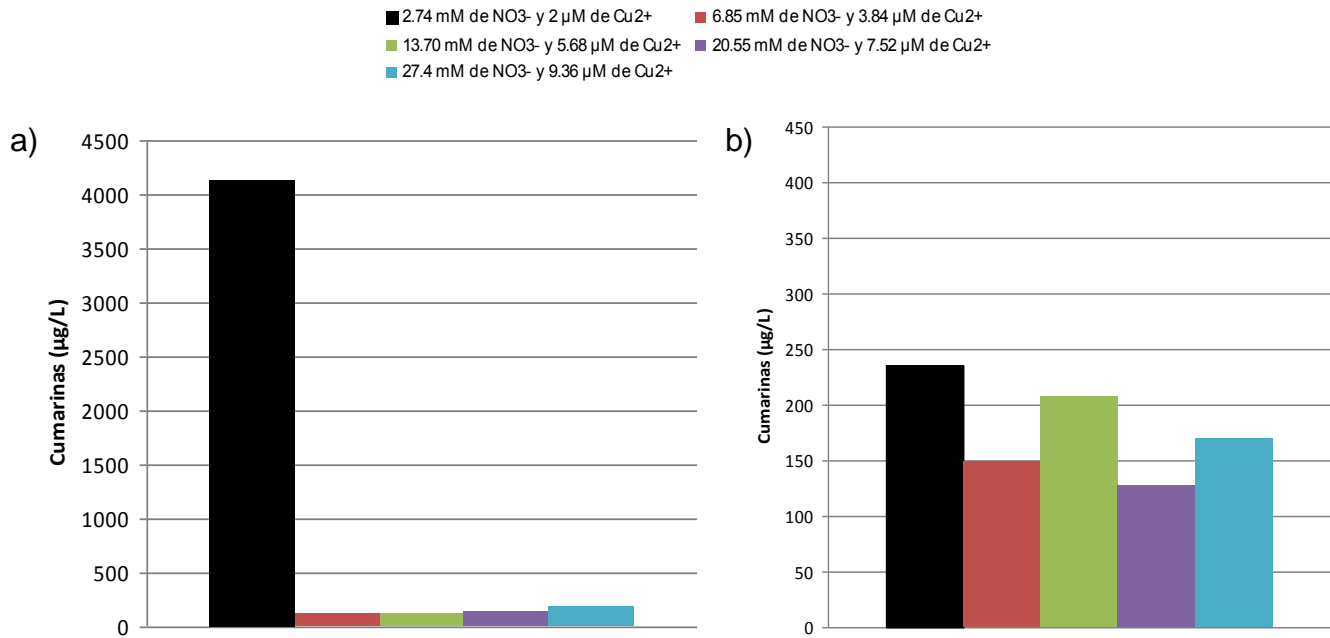 2.74 mM de NO3- y 2 µM de Cu2+ 6.85 mM de NO3- y 3.84 µM de Cu2+
13.70 mM de NO3- y 5.68 µM de Cu2+ 20.55 mM de NO3- y 7.52 µM de Cu2+
27.4 mM de NO3- y 9.36 µM de Cu2+
a)
Cumarinas (µg/L)
4500
4000
3500
3000
2500
2000
1500
1000
500
0
b)
Cumarinas (µg/L)
450
400
350
300
250
200
150
100
50
0